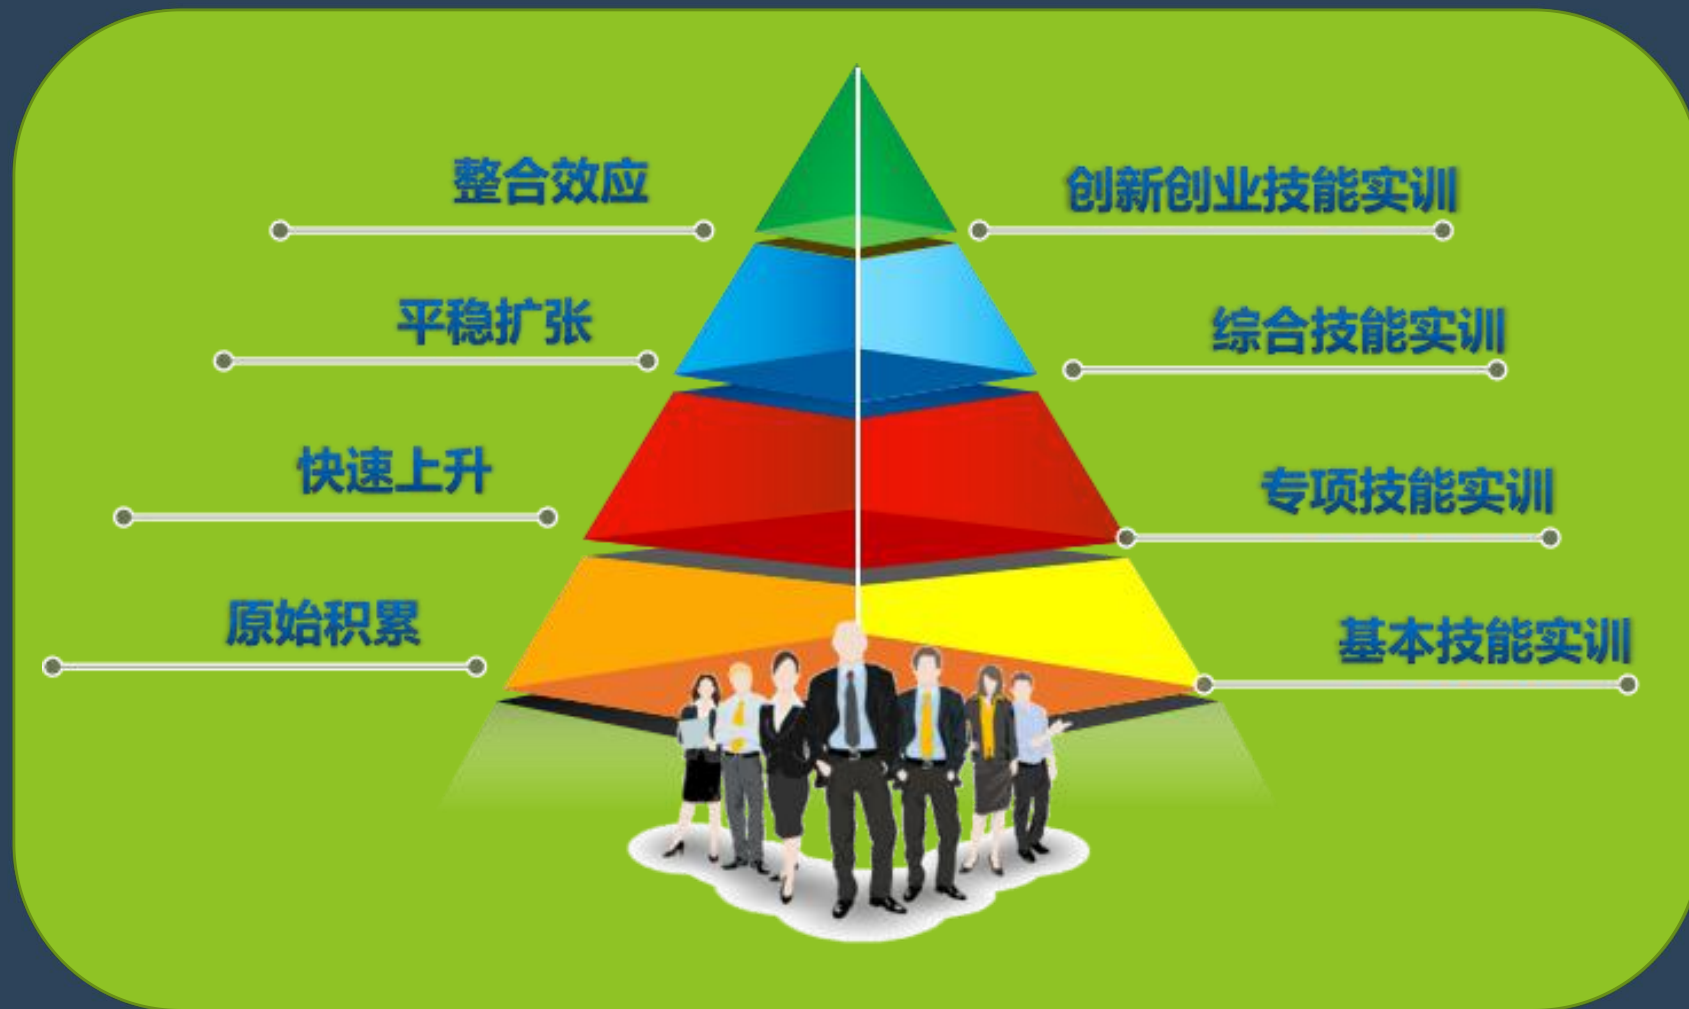 整合效应
创新创业技能实训
平稳扩张
综合技能实训
快速上升
专项技能实训
原始积累
基本技能实训